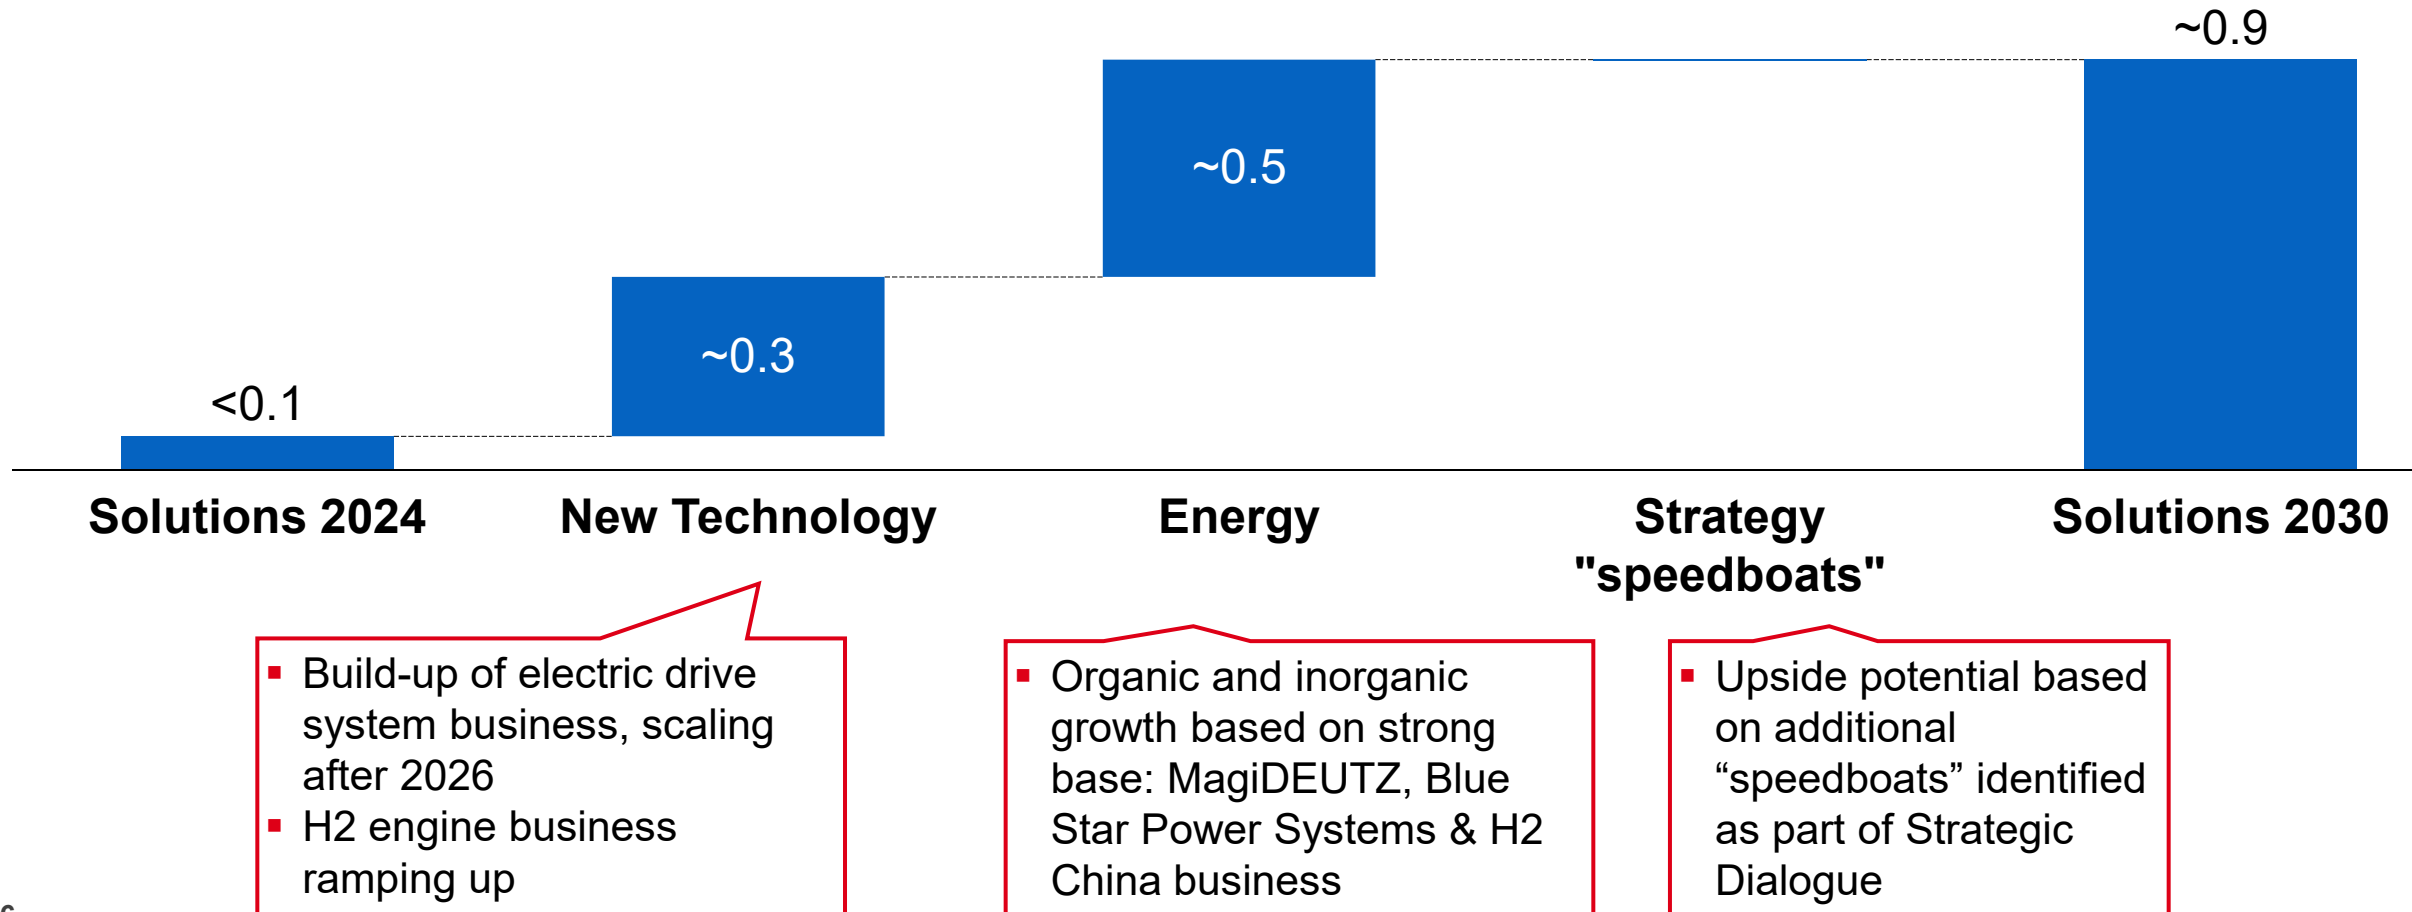 ~0.9
~0.5
~0.3
<0.1
Solutions 2024
New Technology
Energy
Strategy
"speedboats"
Solutions 2030
▪ Build-up of electric drive
system business, scaling
after 2026
▪ H2 engine business
ramping up
▪ Organic and inorganic
growth based on strong
base: MagiDEUTZ, Blue
Star Power Systems & H2
China business
▪ Upside potential based
on additional
“speedboats” identified
as part of Strategic
Dialogue